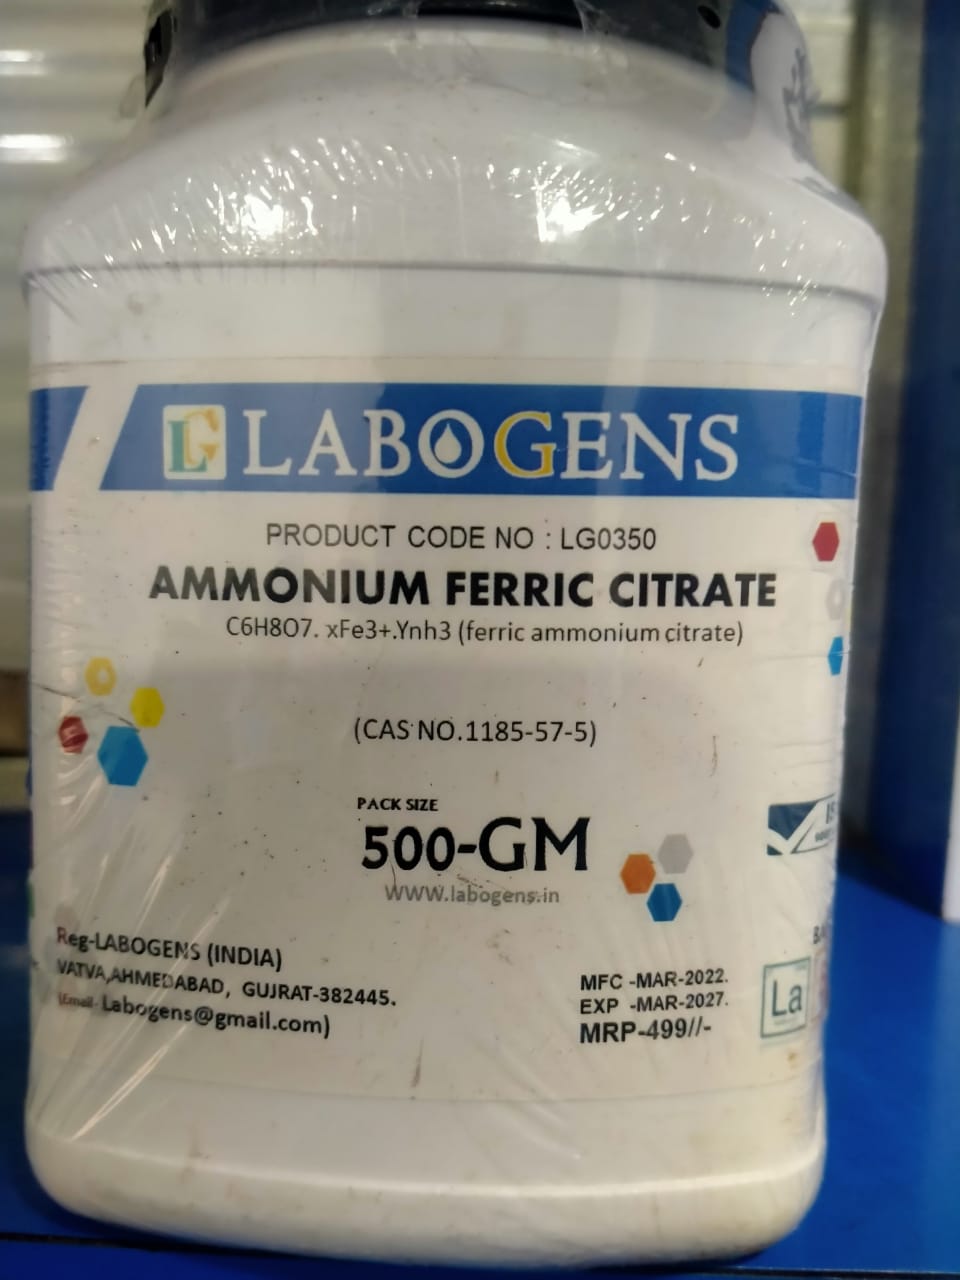 LABOGENS
PRODUCT CODE NO : LG0350
AMMONIUM FERRIC CITRATE
C6H8O7. xFe3+.Ynh3 (ferric ammonium citrate)
(CAS NO.1185-57-5)
PACK SIZE
500-GM
www.labogens.in
Reg-LABOGENS (INDIA)
VATVA,AHMEDABAD, GUJRAT-382445.
(Email- Labogens@gmail.com)
MFC -MAR-2022.
EXP -MAR-2027.
MRP-499//-
La